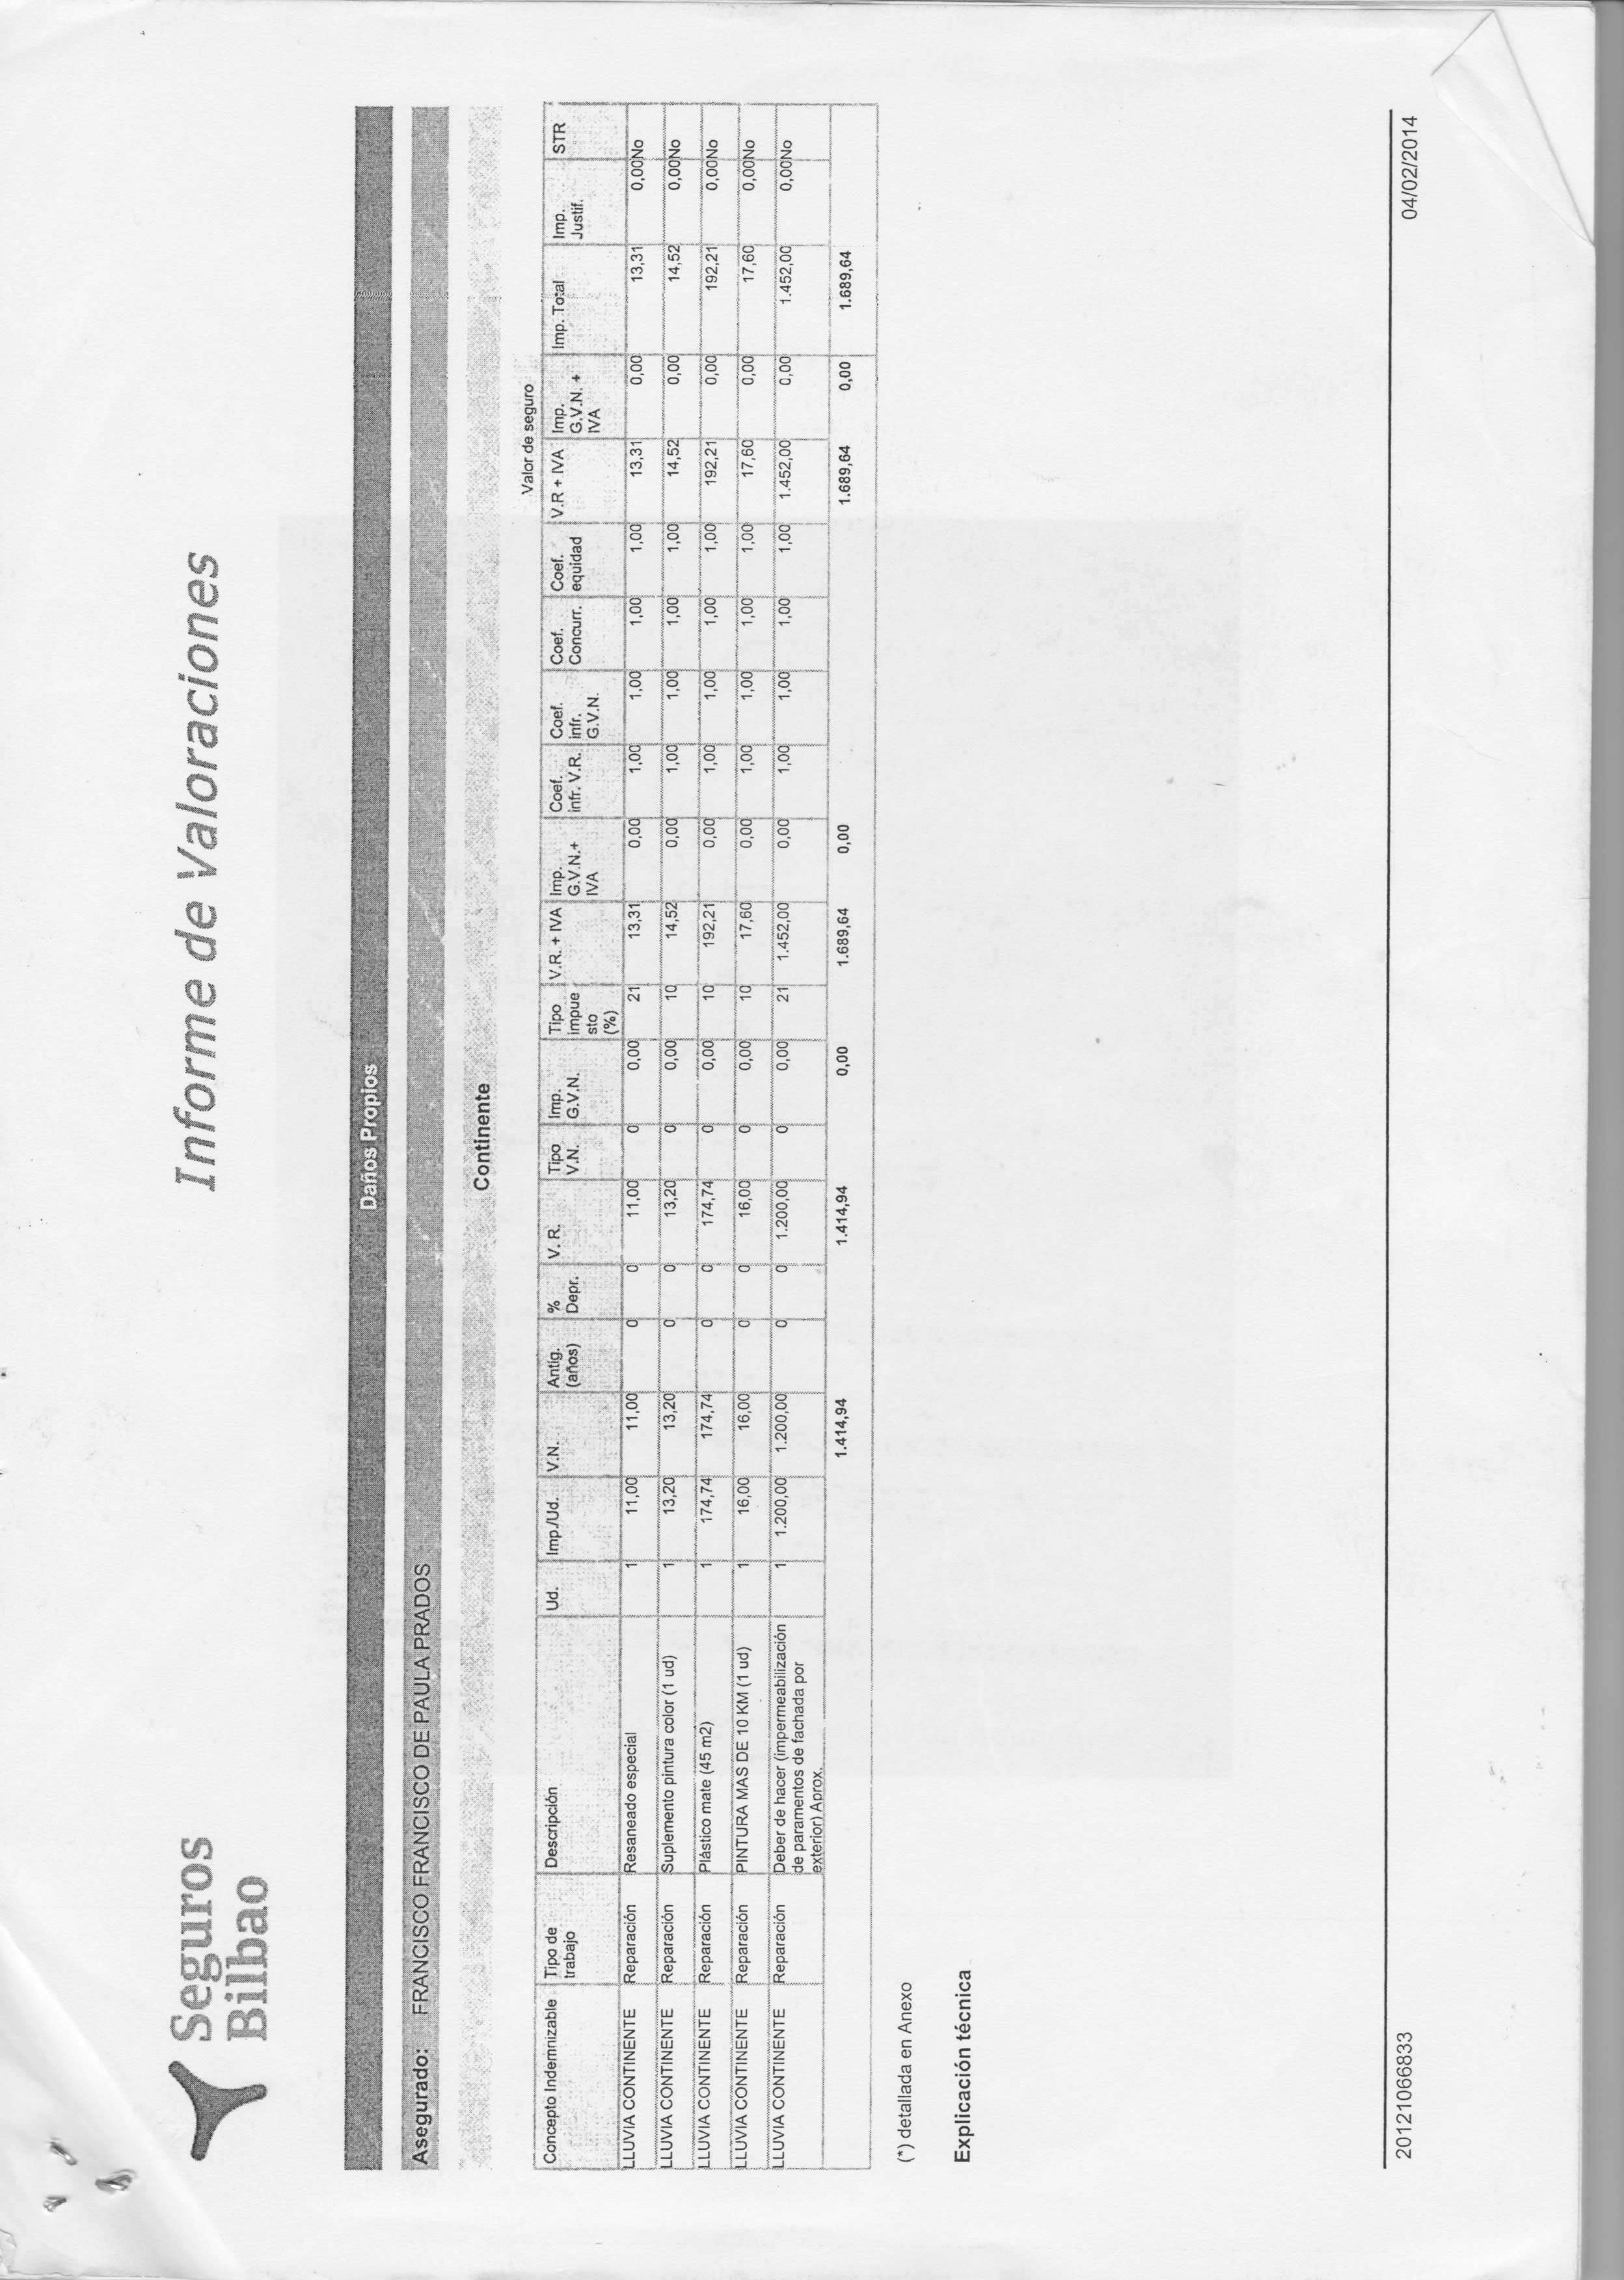 Seguros
Bilbao
Informe de Valoraciones
Daños Propios
Asegurado: FRANCISCO FRANCISCO DE PAULA PRADOS
Continente
Valor de seguro
Concepto Indemnizable Tipo de trabajo Descripción Ud. Imp./Ud. V.N. Antig. (años) % Depr. V. R. Tipo V.N. Imp. G.V.N. Tipo impue sto (%) V.R. + IVA Imp. G.V.N.+ IVA Coef. infr. V.R. Coef. infr. G.V.N. Coef. Concurr. Coef. equidad V.R + IVA Imp. G.V.N. + IVA Imp. Total Imp. Justif. STR
LLUVIA CONTINENTE Reparación Resaneado especial 1 11,00 11,00 0 0 11,00 0 0,00 21 13,31 0,00 1,00 1,00 1,00 1,00 13,31 0,00 13,31 0,00No
LLUVIA CONTINENTE Reparación Suplemento pintura color (1 ud) 1 13,20 13,20 0 0 13,20 0 0,00 10 14,52 0,00 1,00 1,00 1,00 1,00 14,52 0,00 14,52 0,00No
LLUVIA CONTINENTE Reparación Plástico mate (45 m2) 1 174,74 174,74 0 0 174,74 0 0,00 10 192,21 0,00 1,00 1,00 1,00 1,00 192,21 0,00 192,21 0,00No
LLUVIA CONTINENTE Reparación PINTURA MAS DE 10 KM (1 ud) 1 16,00 16,00 0 0 16,00 0 0,00 10 17,60 0,00 1,00 1,00 1,00 1,00 17,60 0,00 17,60 0,00No
LLUVIA CONTINENTE Reparación Deber de hacer (impermeabilización 1 1.200,00 1.200,00 0 0 1.200,00 0 0,00 21 1.452,00 0,00 1,00 1,00 1,00 1,00 1.452,00 0,00 1.452,00 0,00No
de paramentos de fachada por
exterior) Aprox.
1.414,94 1.414,94 0,00 1.689,64 0,00 1.689,64 0,00 1.689,64
(*) detallada en Anexo
Explicación técnica
20121066833 04/02/2014